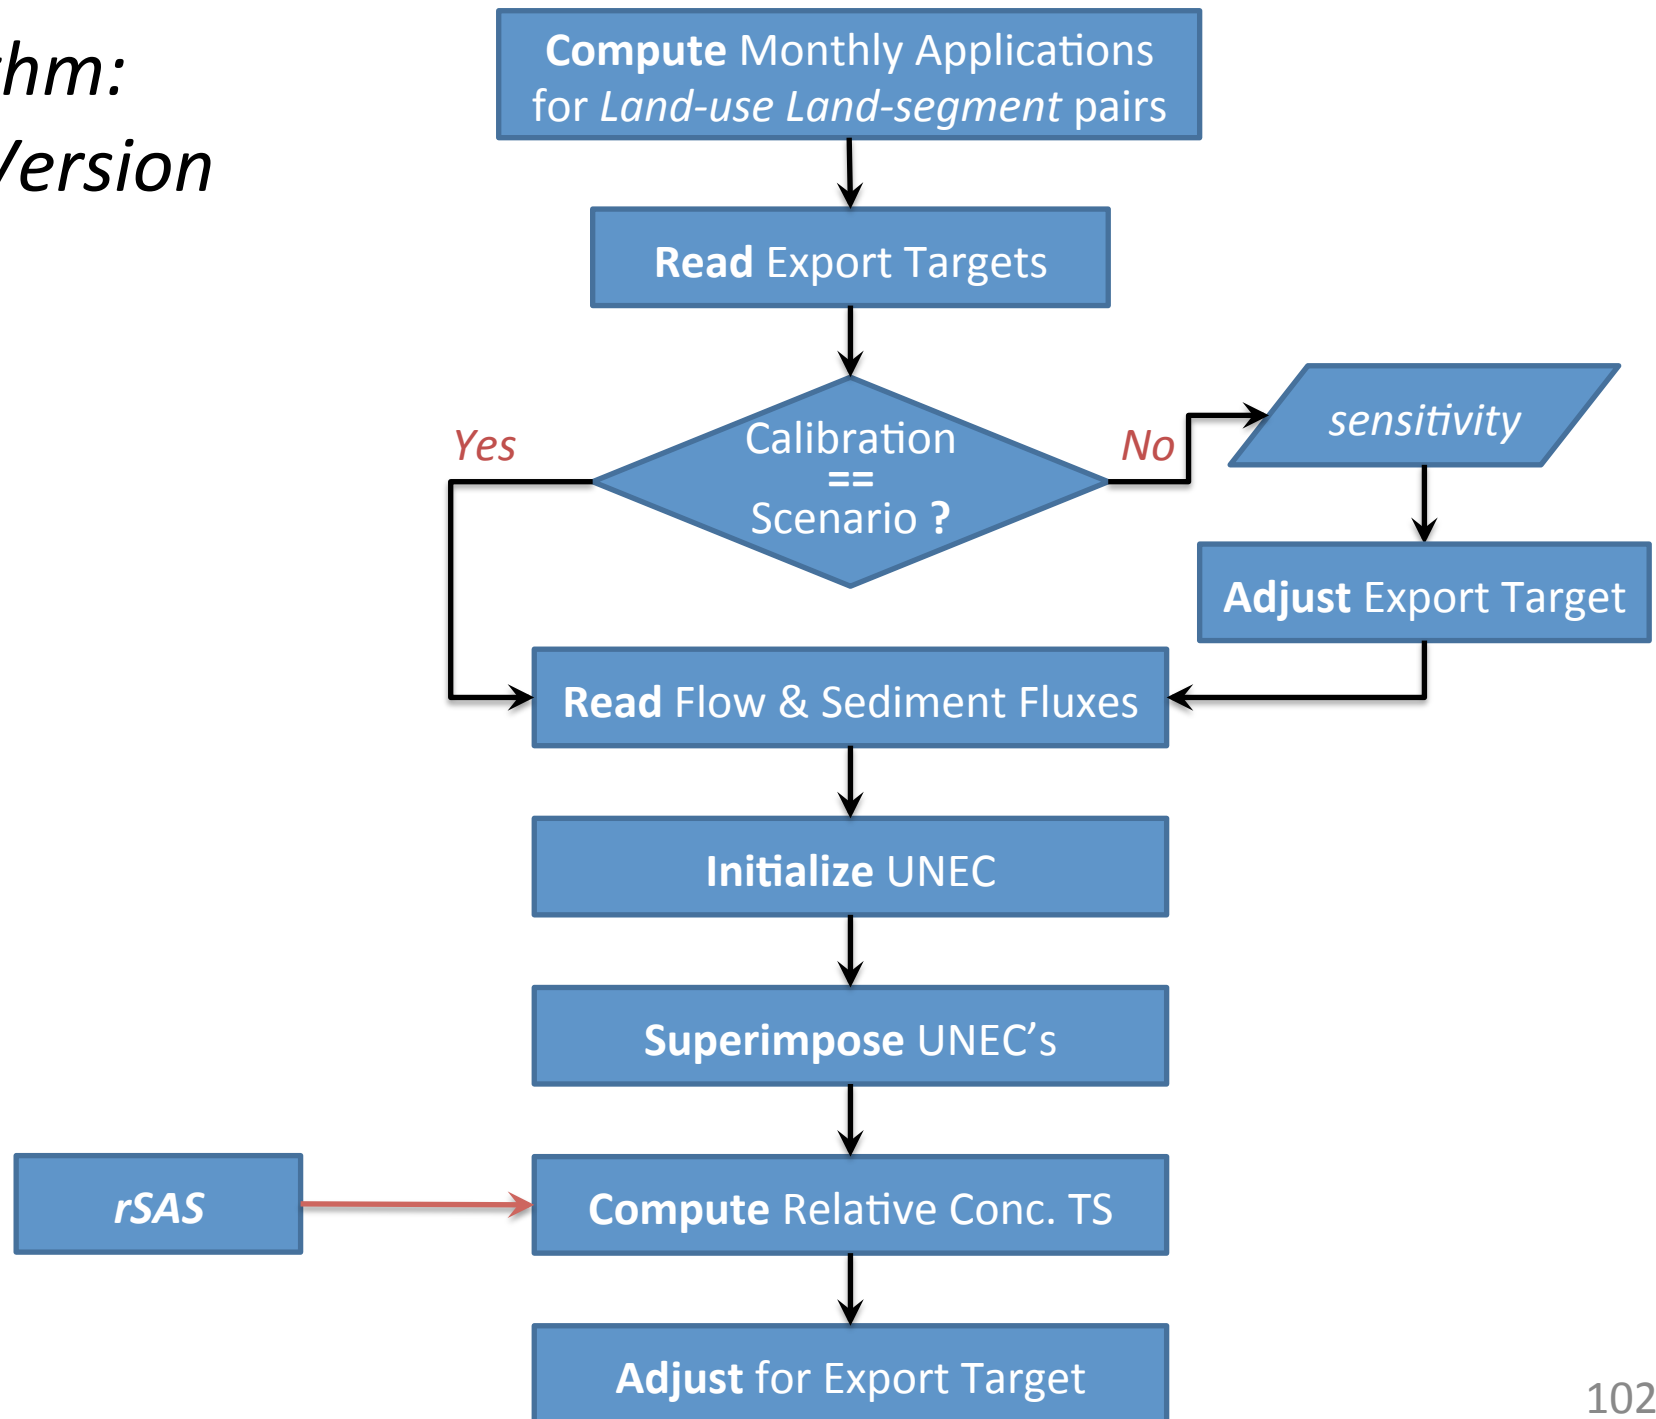 thm:
Version
Compute Monthly Applications
for Land-use Land-segment pairs
Read Export Targets
Calibration
==
Scenario ?
Yes
No
sensitivity
Adjust Export Target
Read Flow & Sediment Fluxes
Initialize UNEC
Superimpose UNEC’s
rSAS
Compute Relative Conc. TS
Adjust for Export Target
102